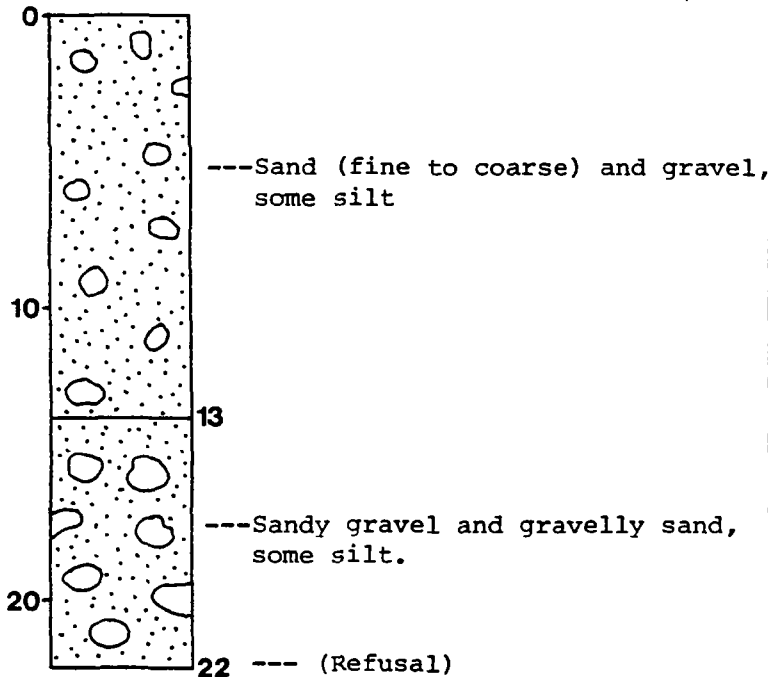 0
---Sand (fine to coarse) and gravel,
some silt
10
13
---Sandy gravel and gravelly sand,
some silt.
20
22 --- (Refusal)